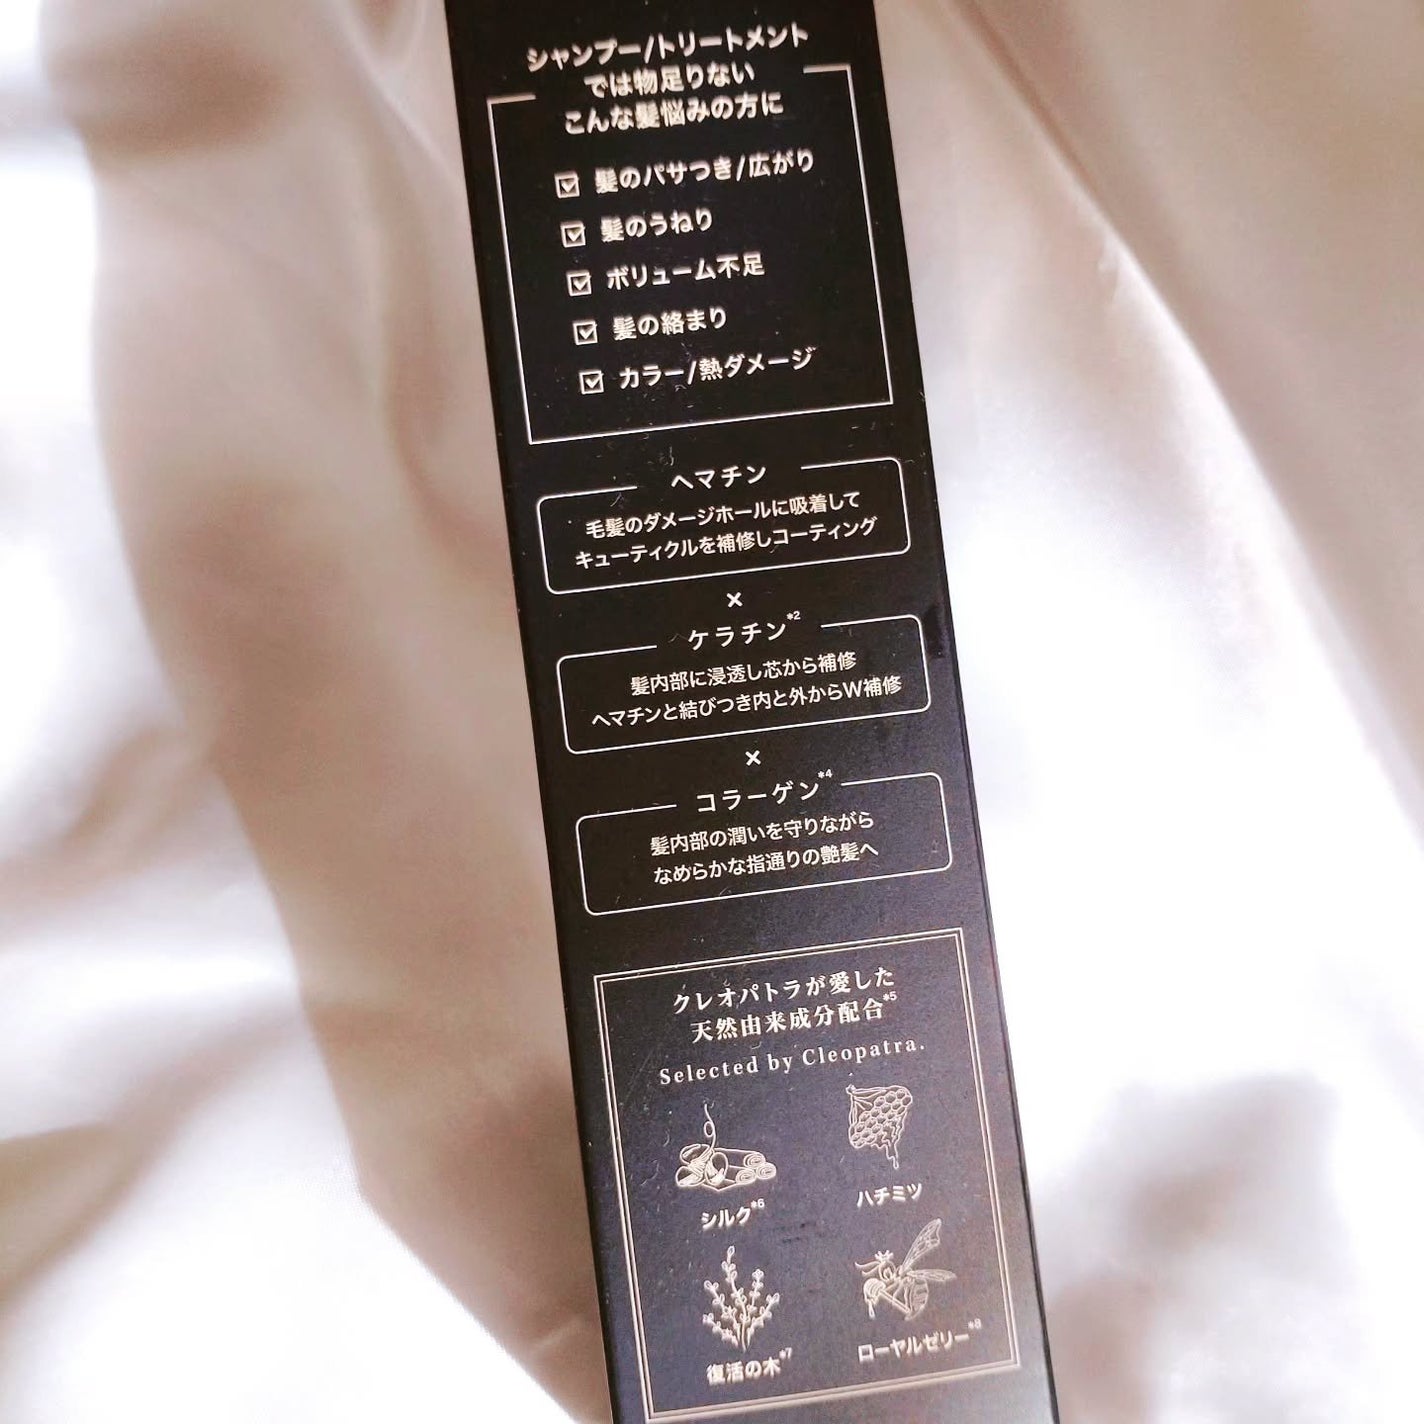 シャンプー/トリートメント
では物足りない
こんな髪悩みの方に
髪のパサつき/広がり
髪のうねり
ボリューム不足
髪の絡まり
カラー/熱ダメージ
ヘマチン
毛髪のダメージホールに吸着して
キューティクルを補修しコーティング
×
ケラチン*2
髪内部に浸透し芯から補修
ヘマチンと結びつき内と外からW補修
×
コラーゲン*4
髪内部の潤いを守りながら
なめらかな指通りの艶髪へ
クレオパトラが愛した
天然由来成分配合*5
Selected by Cleopatra.
シルク*6
ハチミツ
復活の木*7
ローヤルゼリー*8